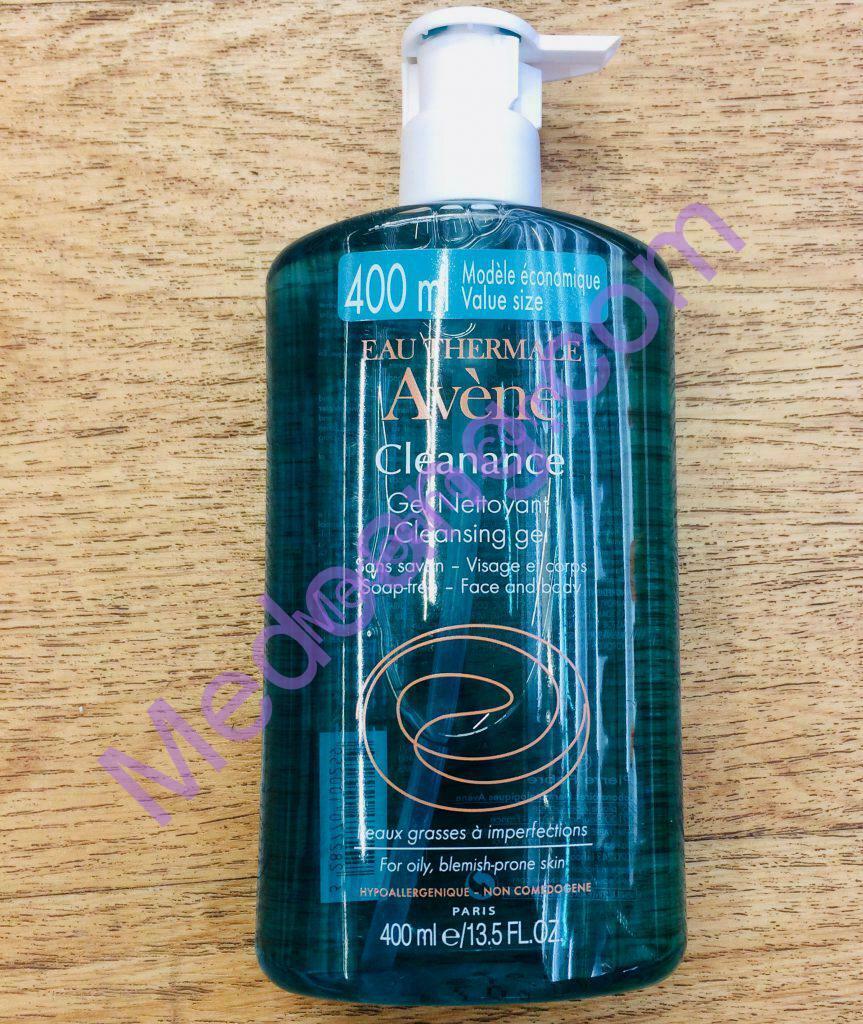 400 ml
Modèle économique
Value size
EAU THERMALE
Avène
Cleanance
Gel Nettoyant
Cleansing gel
Sans savon - Visage et corps
Soap-free - Face and body
Peaux grasses à imperfections
For oily, blemish-prone skin
HYPOALLERGENIQUE - NON COMEDOGENE
PARIS
400 ml e/13.5 FL.OZ.